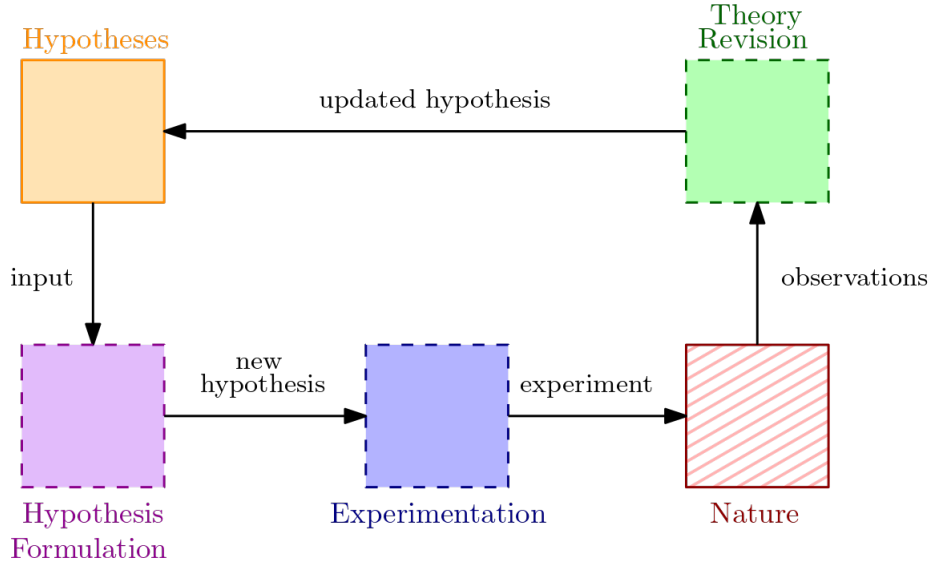 Theory
Hypotheses
Revision
updated hypothesis
input
observations
new
hypothesis
experiment
Hypothesis
Formulation
Experimentation
Nature